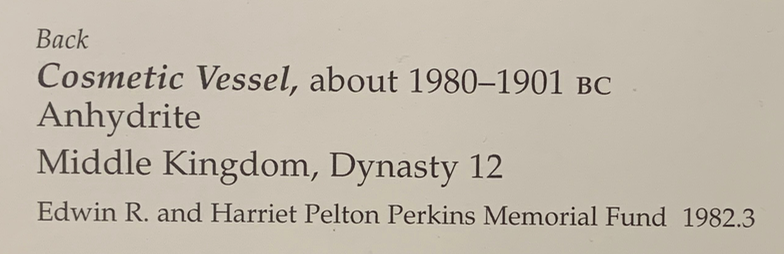 Back
Cosmetic Vessel, about 1980–1901 BC
Anhydrite
Middle Kingdom, Dynasty 12
Edwin R. and Harriet Pelton Perkins Memorial Fund 1982.3